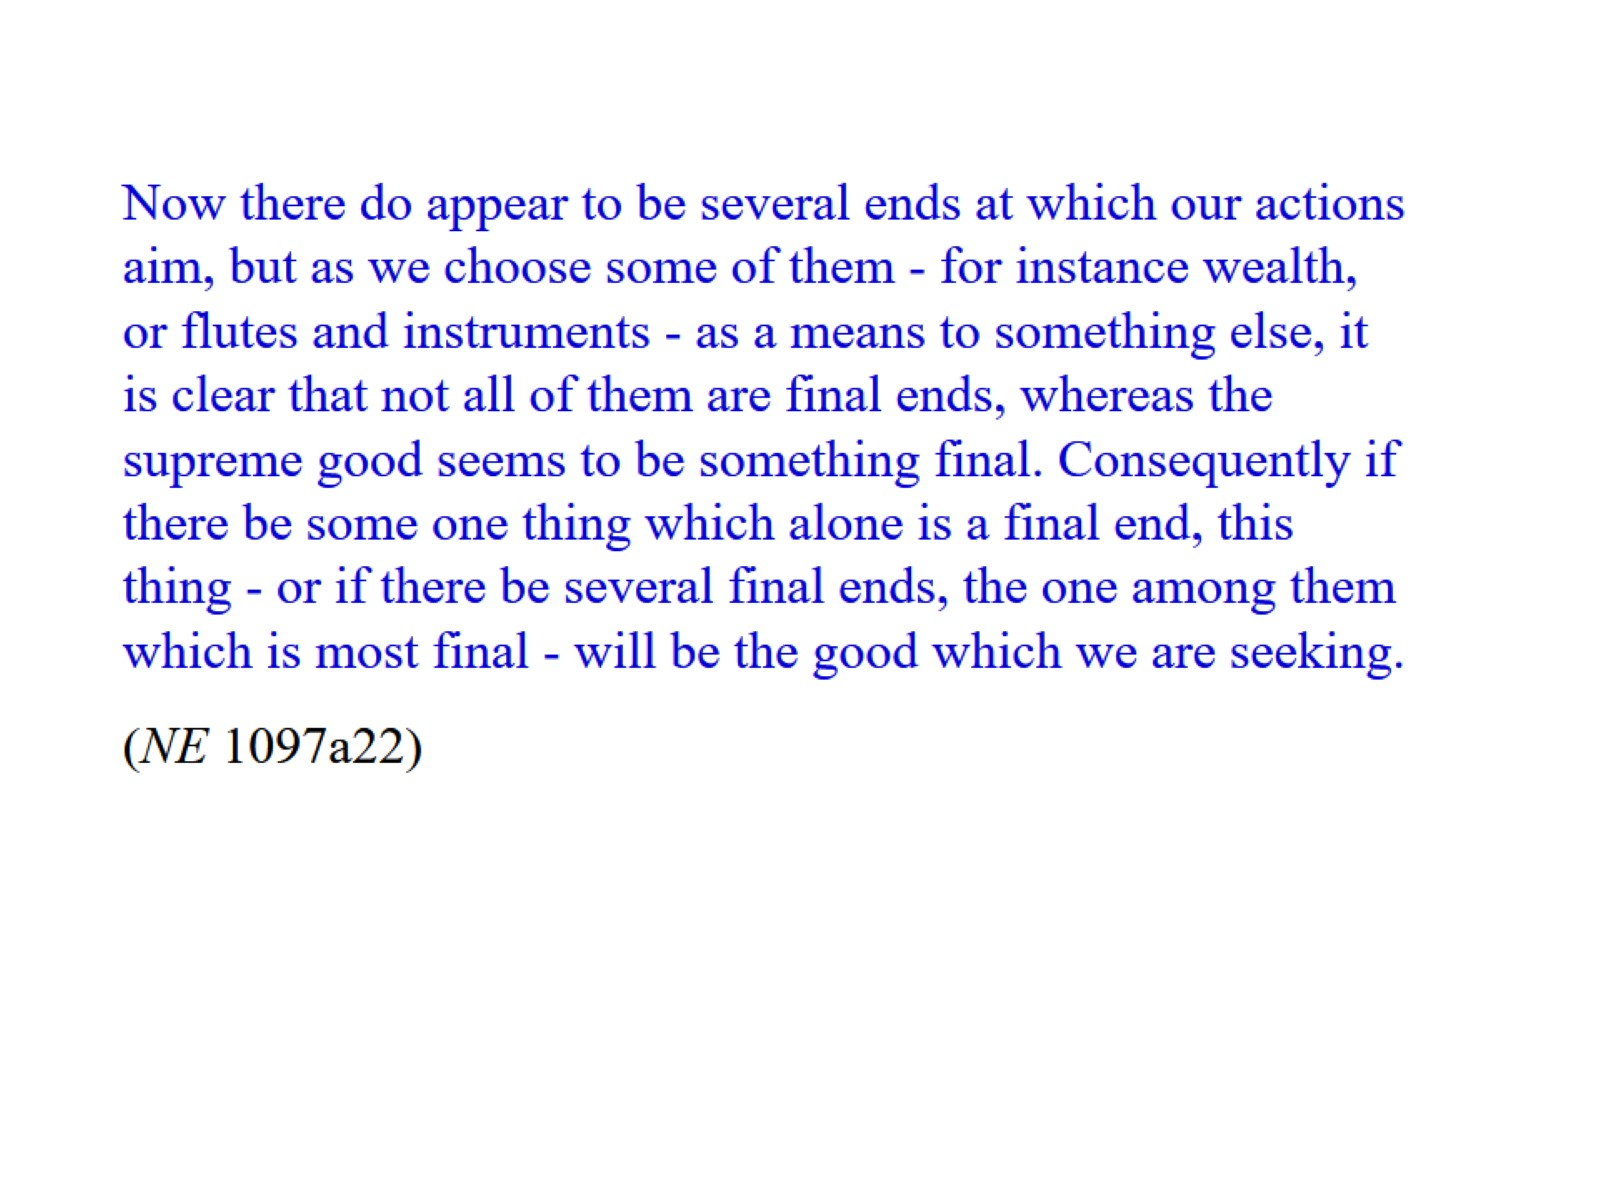 Now there do appear to be several ends at which our actions
aim, but as we choose some of them - for instance wealth,
or flutes and instruments - as a means to something else, it
is clear that not all of them are final ends, whereas the
supreme good seems to be something final. Consequently if
there be some one thing which alone is a final end, this
thing - or if there be several final ends, the one among them
which is most final - will be the good which we are seeking.
(NE 1097a22)